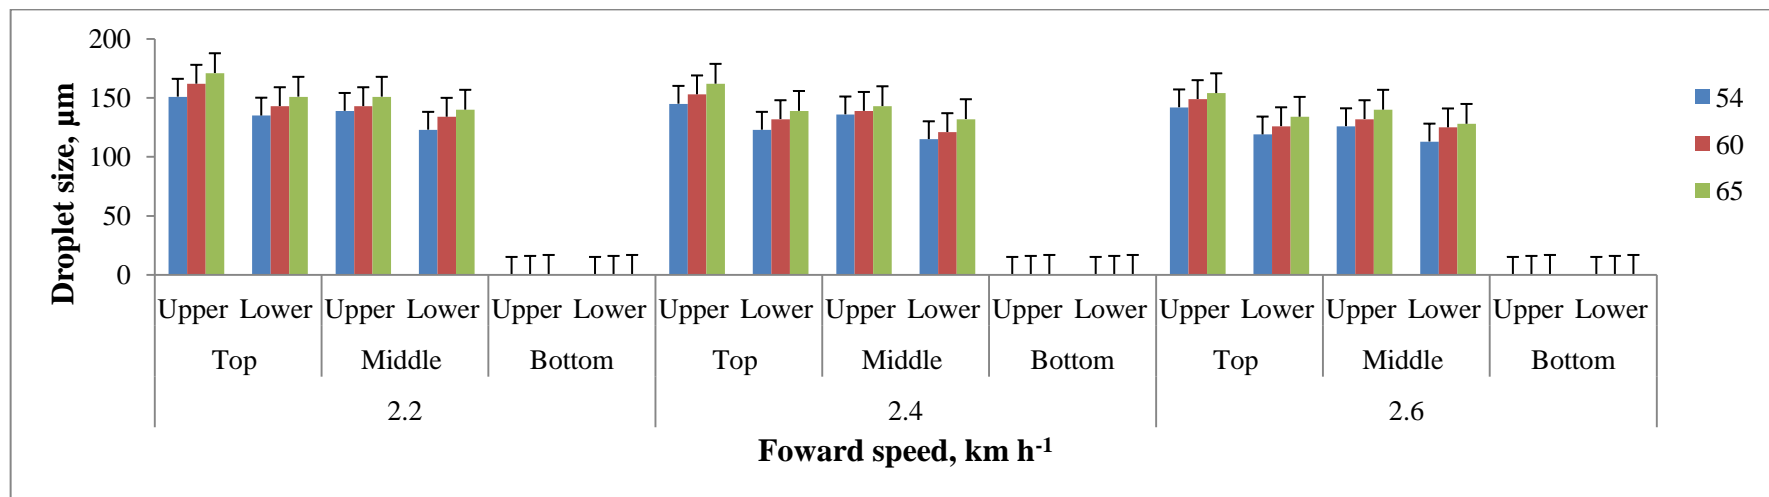 Droplet size, µm
200
150
100
50
0
Upper Lower Upper Lower Upper Lower Upper Lower Upper Lower Upper Lower Upper Lower Upper Lower Upper Lower
Top Middle Bottom Top Middle Bottom Top Middle Bottom
2.2 2.4 2.6
Foward speed, km h⁻¹
54
60
65